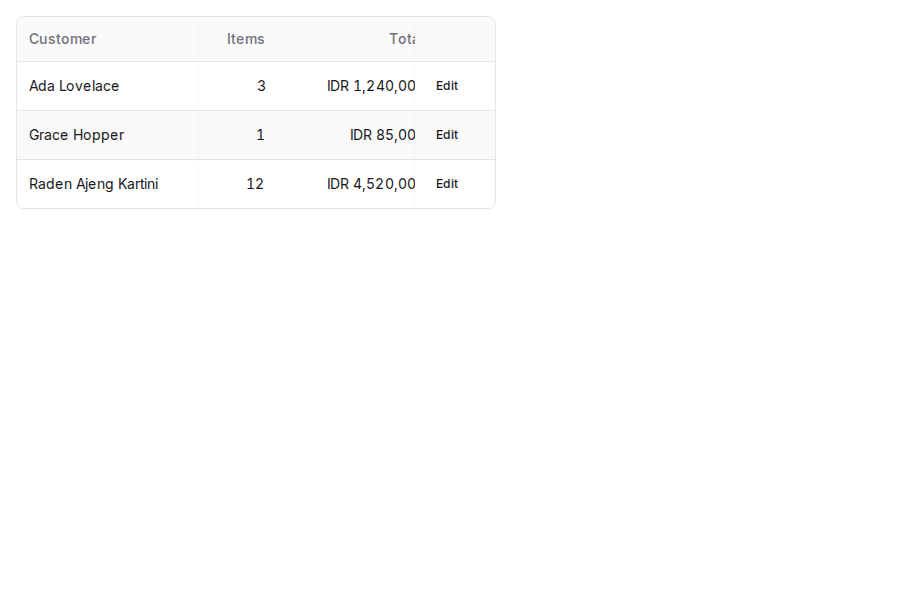 Customer Items Tota
Ada Lovelace 3 IDR 1,240,00 Edit
Grace Hopper 1 IDR 85,00 Edit
Raden Ajeng Kartini 12 IDR 4,520,00 Edit